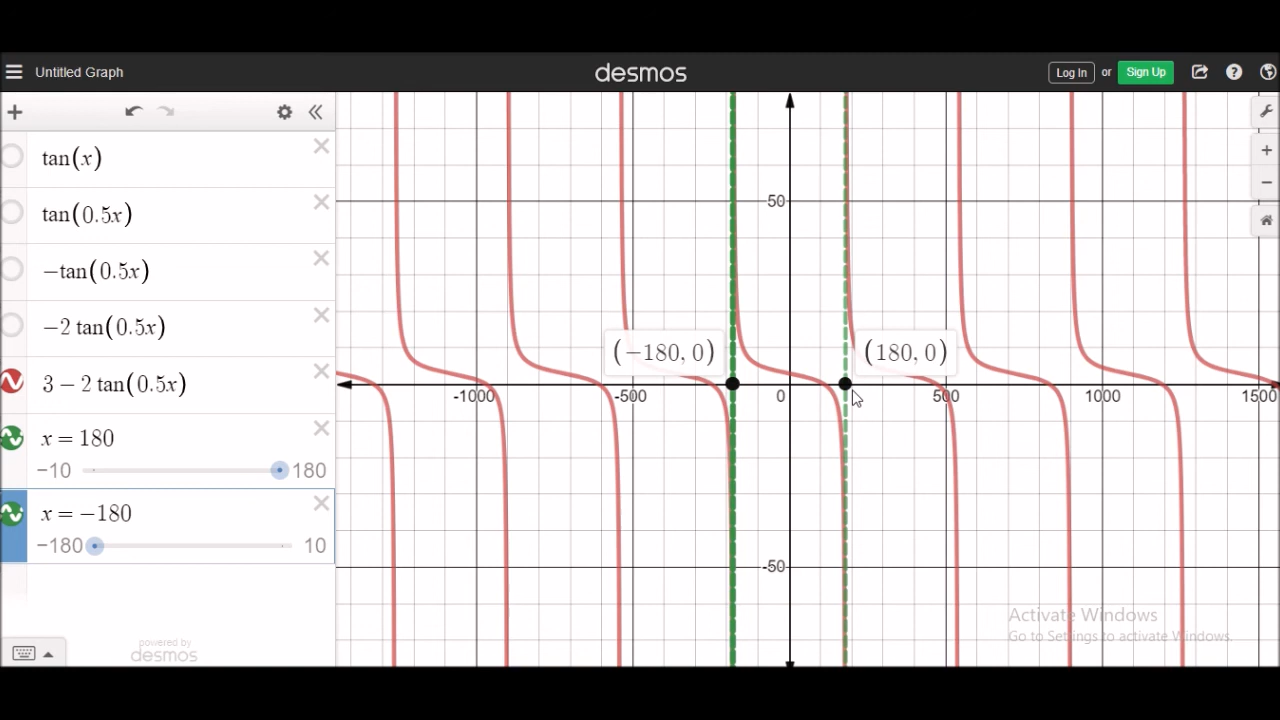 Untitled Graph
desmos
Log In or Sign Up
tan(x)
tan(0.5x)
−tan(0.5x)
−2 tan(0.5x)
3 − 2 tan(0.5x)
x = 180
−10 180
x = −180
−180 10
powered by
desmos
50
(−180, 0)
(180, 0)
-1000 -500 0 500 1000 1500
-50
Activate Windows
Go to Settings to activate Windows.